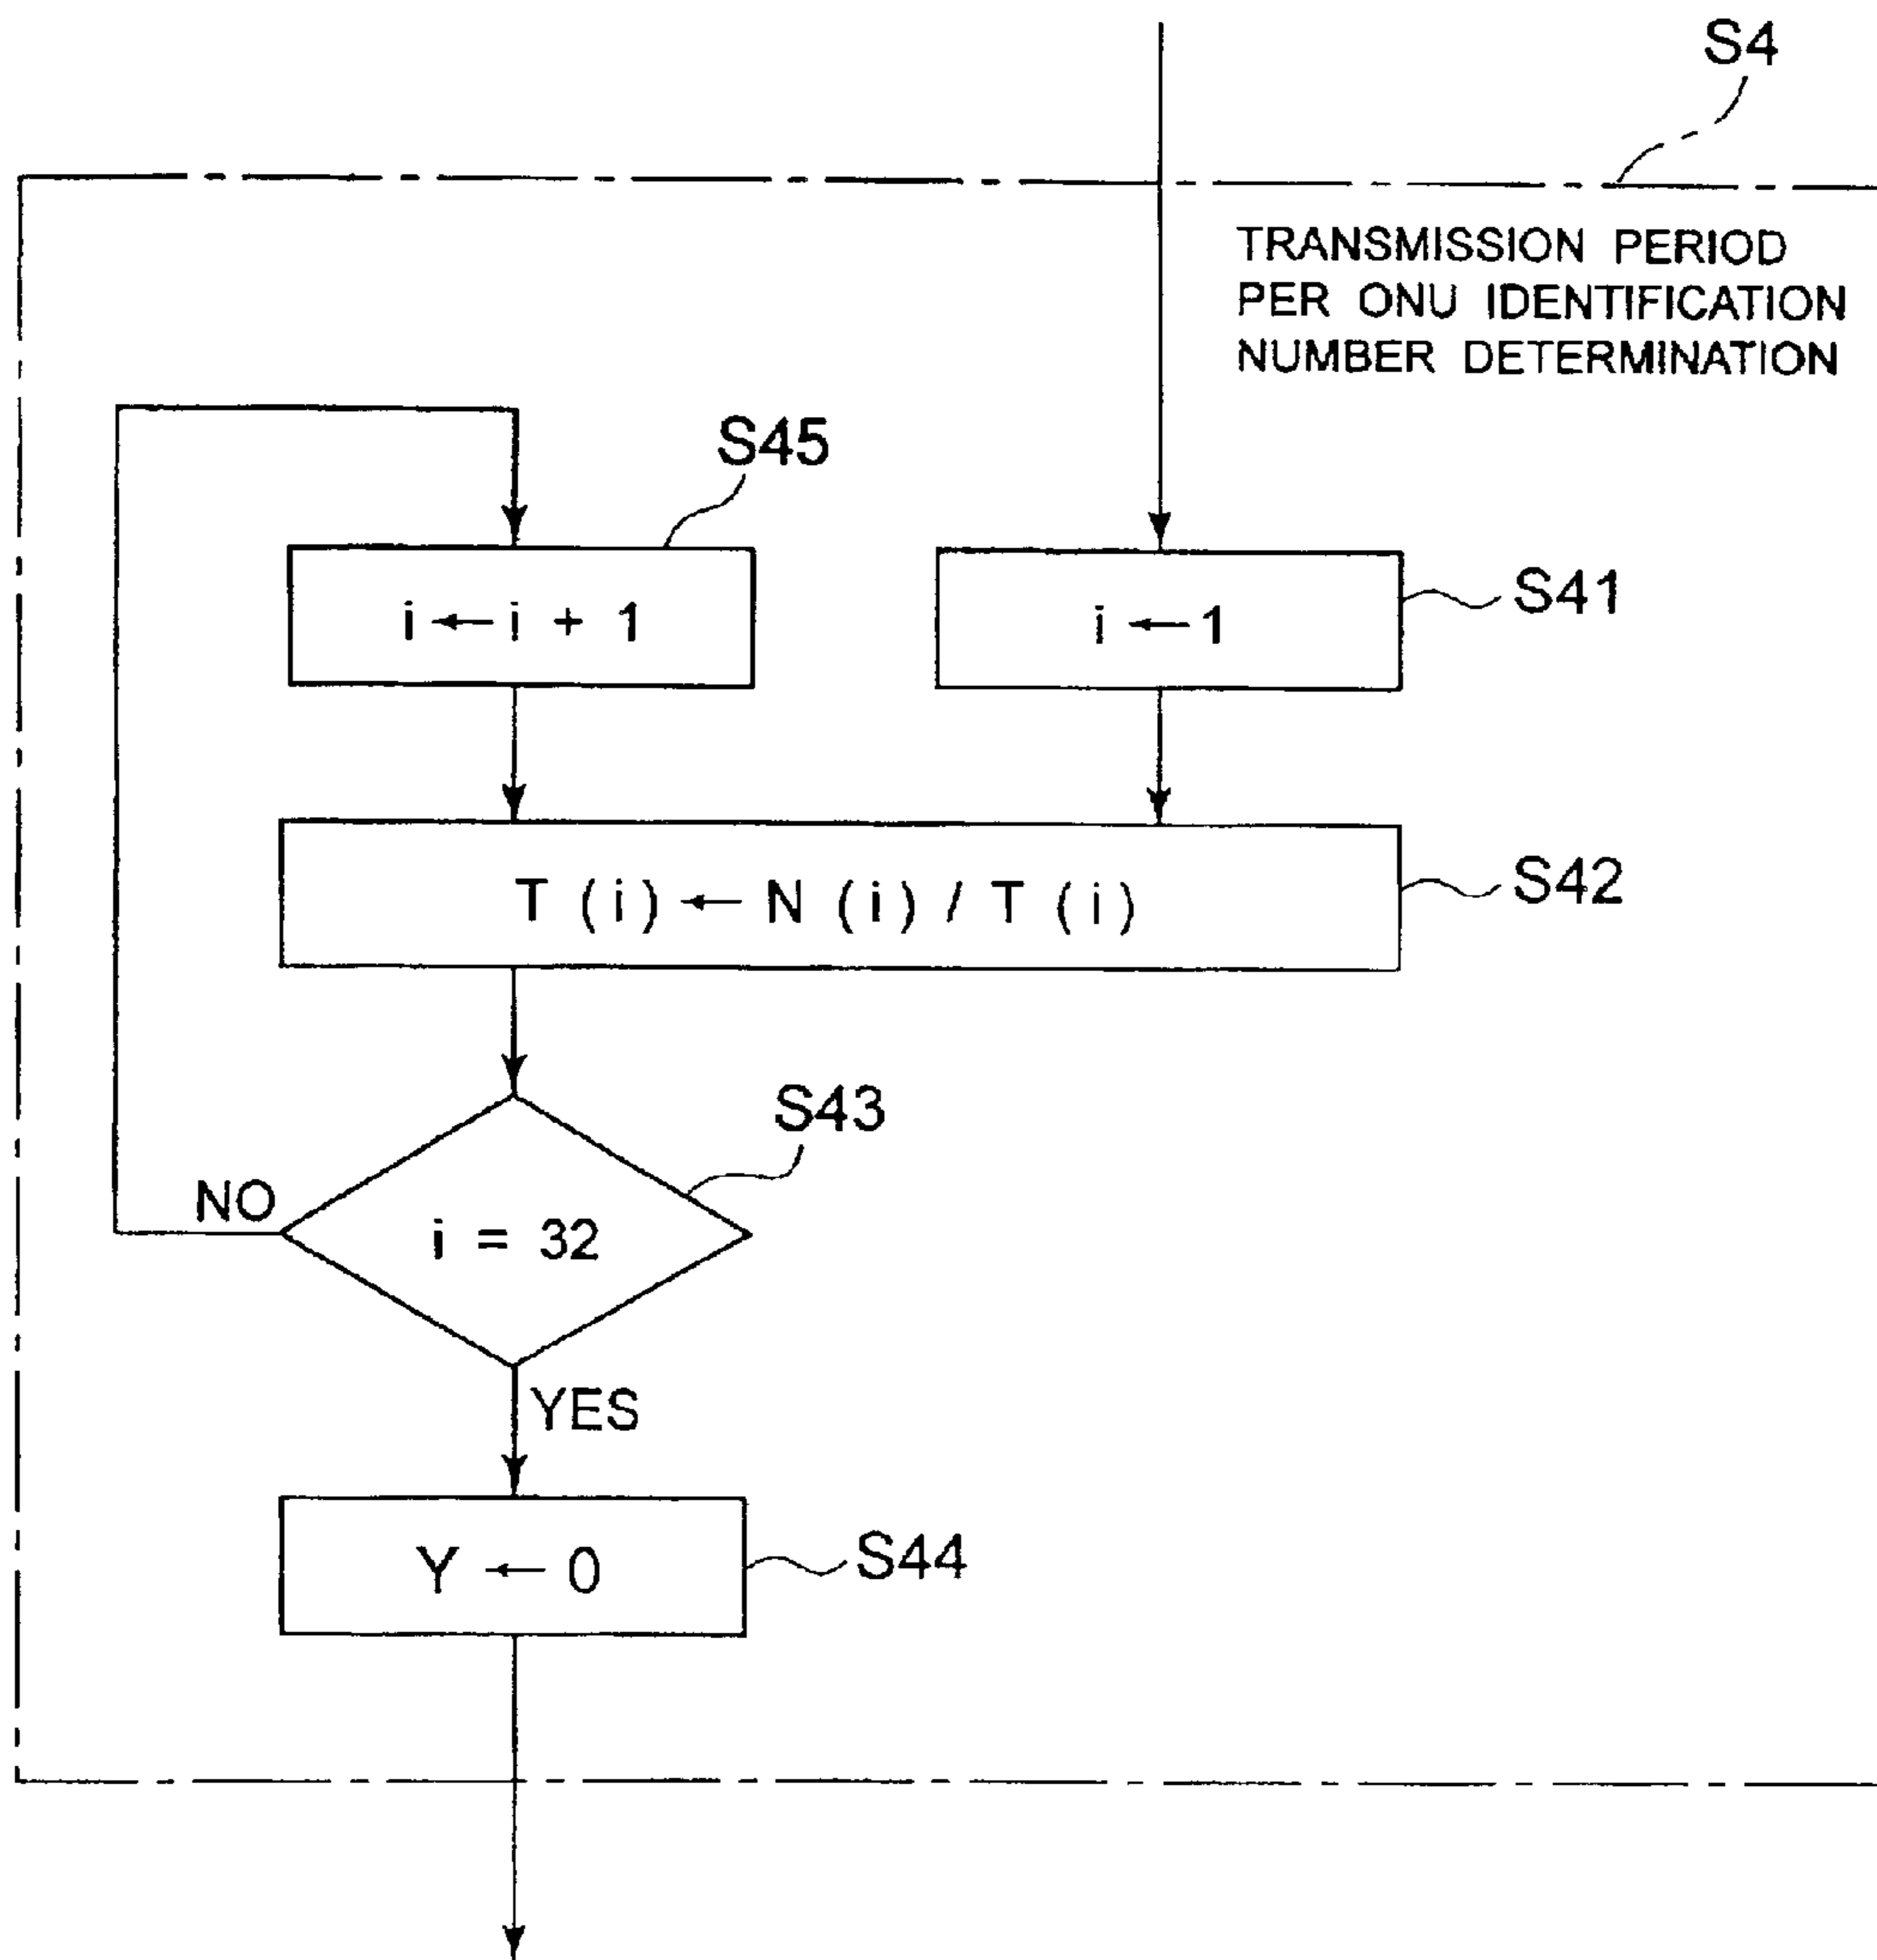 S4
TRANSMISSION PERIOD
PER ONU IDENTIFICATION
NUMBER DETERMINATION
S45
i ← i + 1
i ← 1
S41
T (i) ← N (i) / T (i)
S42
S43
NO
i = 32
YES
Y ← 0
S44